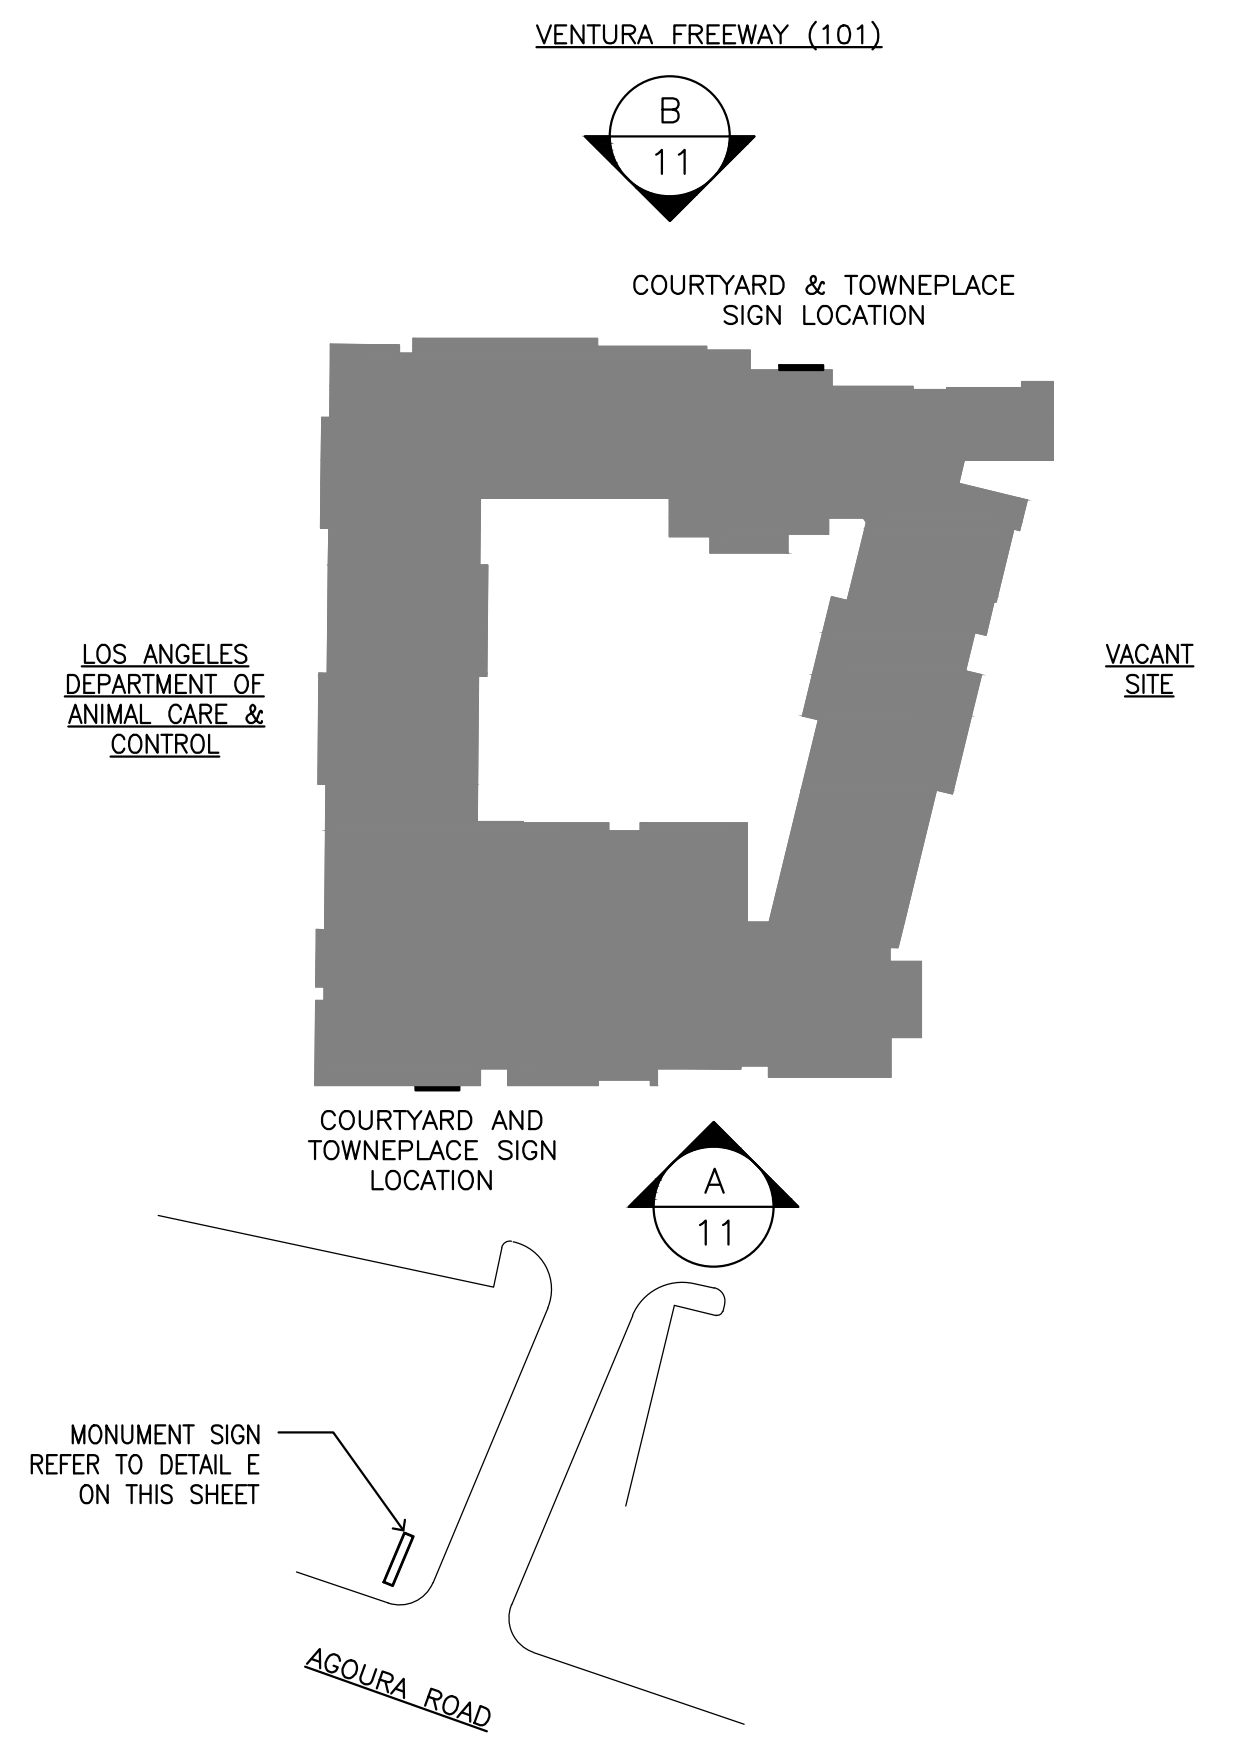 VENTURA FREEWAY (101)
B
11
COURTYARD & TOWNEPLACE
SIGN LOCATION
LOS ANGELES
DEPARTMENT OF
ANIMAL CARE &
CONTROL
VACANT
SITE
COURTYARD AND
TOWNEPLACE SIGN
LOCATION
A
11
MONUMENT SIGN
REFER TO DETAIL E
ON THIS SHEET
AGOURA ROAD